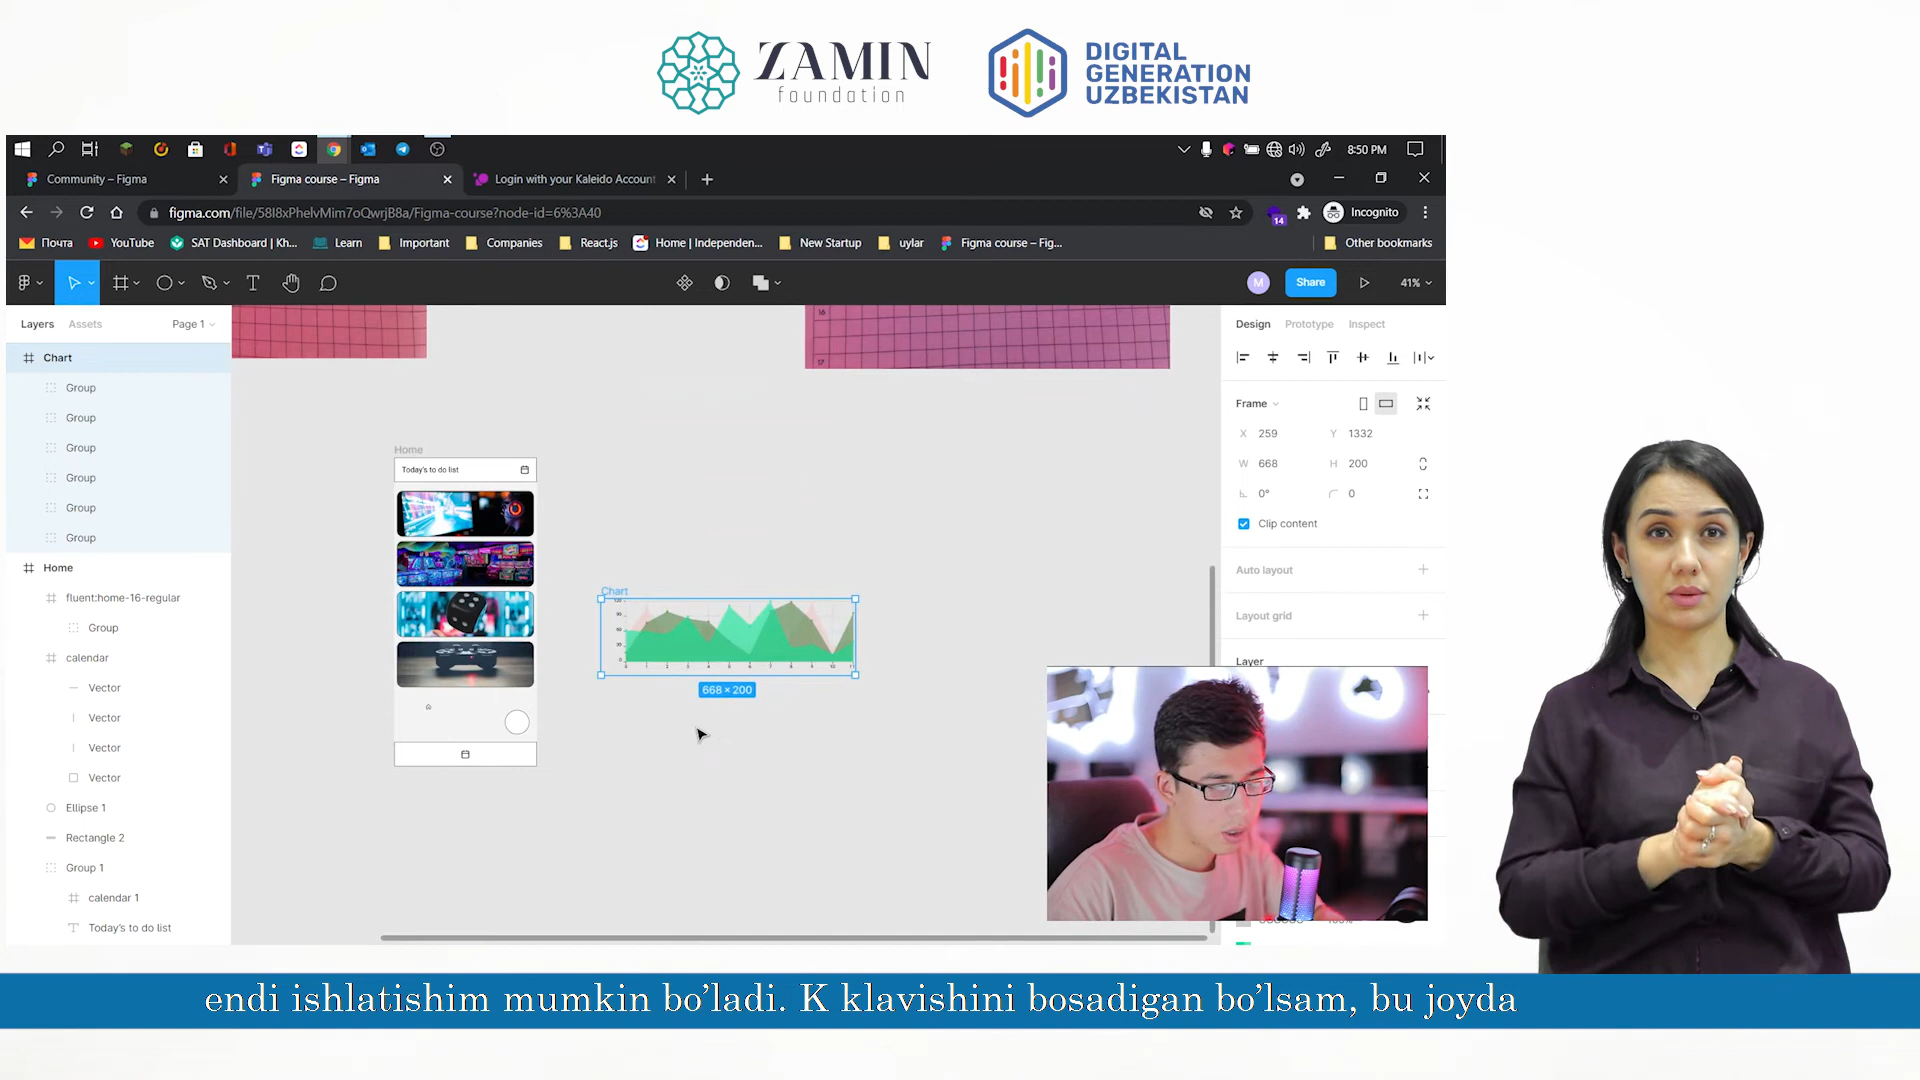 ZAMIN
foundation
DIGITAL
GENERATION
UZBEKISTAN
8:50 PM
Community – Figma
Figma course – Figma
Login with your Kaleido Account
figma.com/file/58I8xPhelvMim7oQwrjB8a/Figma-course?node-id=6%3A40
14
Incognito
Почта
YouTube
SAT Dashboard | Kh...
Learn
Important
Companies
React.js
Home | Independen...
New Startup
uylar
Figma course – Fig...
Other bookmarks
M
Share
41%
Layers
Assets
Page 1
Chart
Group
Group
Group
Group
Group
Group
Home
fluent:home-16-regular
Group
calendar
Vector
Vector
Vector
Vector
Ellipse 1
Rectangle 2
Group 1
calendar 1
Today's to do list
16
17
Home
Today's to do list
Chart
668 × 200
Design
Prototype
Inspect
Frame
X 259
Y 1332
W 668
H 200
0°
0
Clip content
Auto layout
Layout grid
Layer
endi ishlatishim mumkin bo’ladi. K klavishini bosadigan bo’lsam, bu joyda